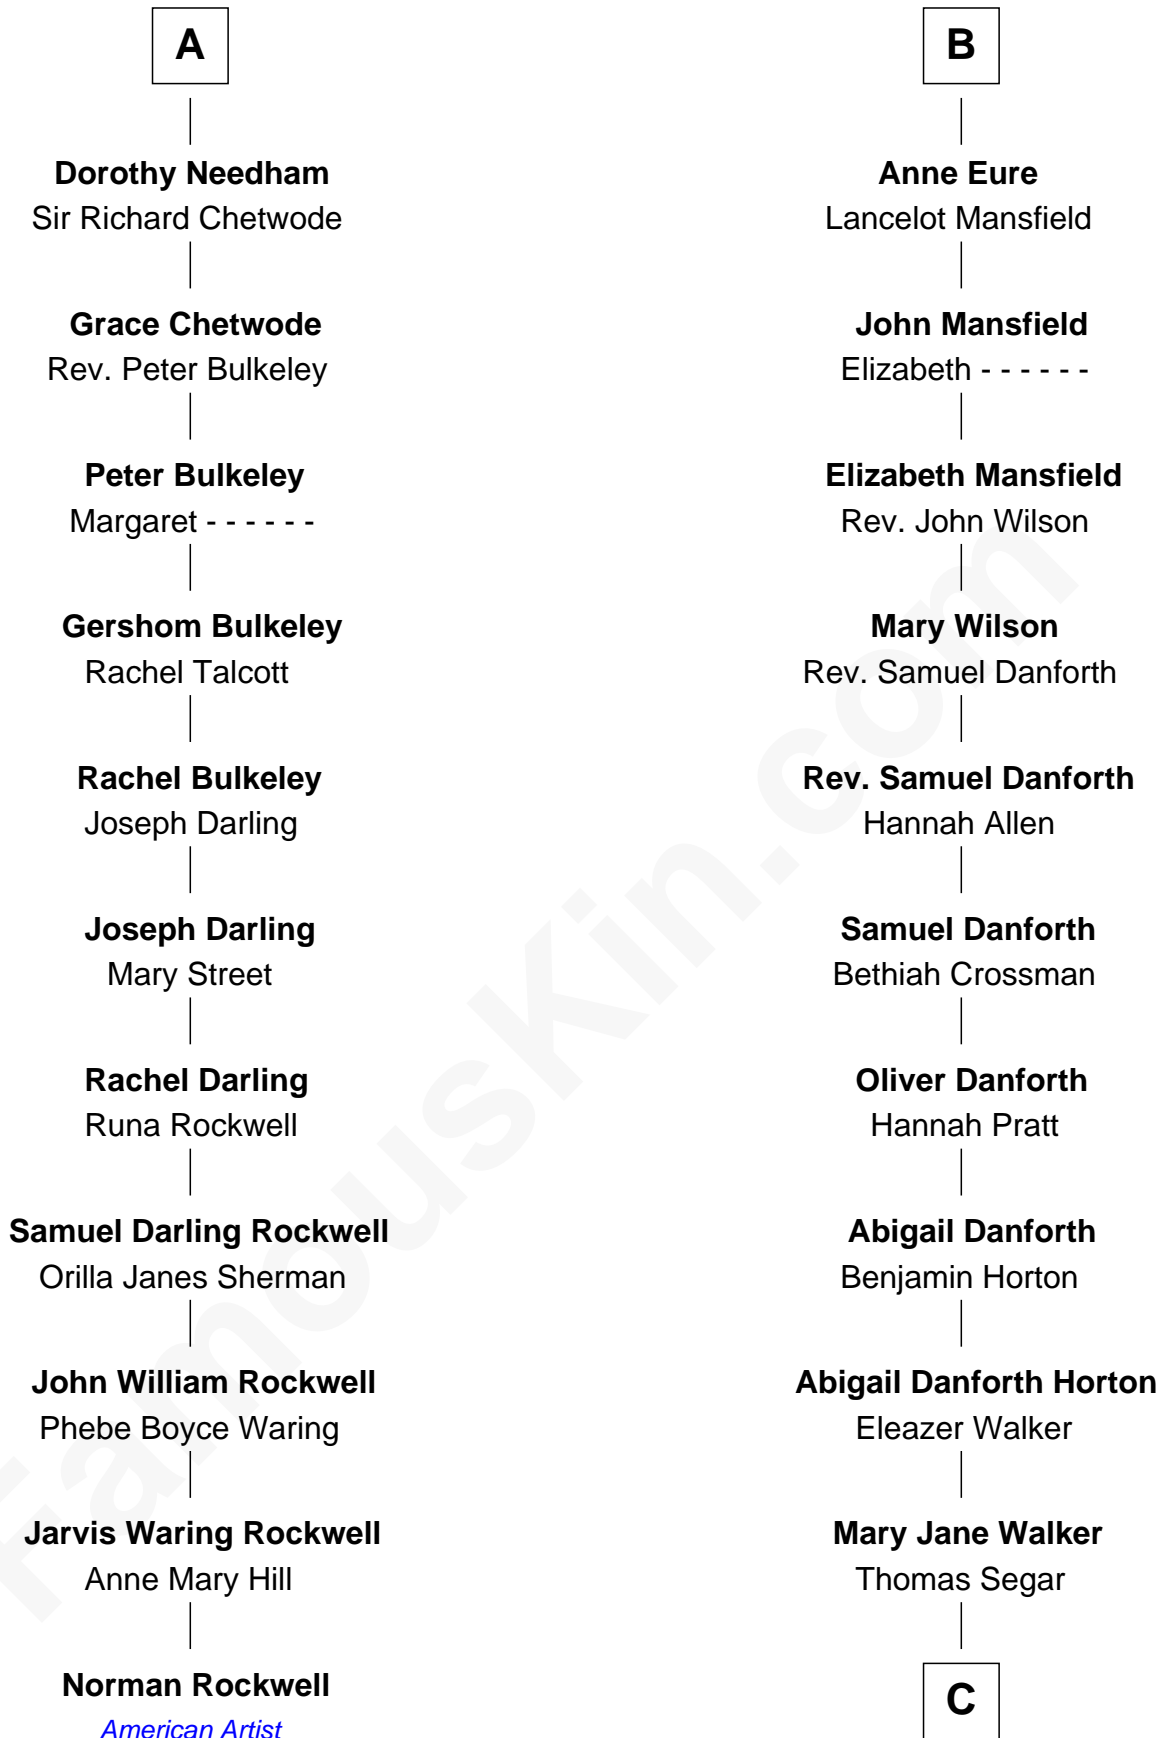 A
Dorothy Needham
Sir Richard Chetwode
Grace Chetwode
Rev. Peter Bulkeley
Peter Bulkeley
Margaret - - - - - -
Gershom Bulkeley
Rachel Talcott
Rachel Bulkeley
Joseph Darling
Joseph Darling
Mary Street
Rachel Darling
Runa Rockwell
Samuel Darling Rockwell
Orilla Janes Sherman
John William Rockwell
Phebe Boyce Waring
Jarvis Waring Rockwell
Anne Mary Hill
Norman Rockwell
American Artist
B
Anne Eure
Lancelot Mansfield
John Mansfield
Elizabeth - - - - - -
Elizabeth Mansfield
Rev. John Wilson
Mary Wilson
Rev. Samuel Danforth
Rev. Samuel Danforth
Hannah Allen
Samuel Danforth
Bethiah Crossman
Oliver Danforth
Hannah Pratt
Abigail Danforth
Benjamin Horton
Abigail Danforth Horton
Eleazer Walker
Mary Jane Walker
Thomas Segar
C
FamousKin.com